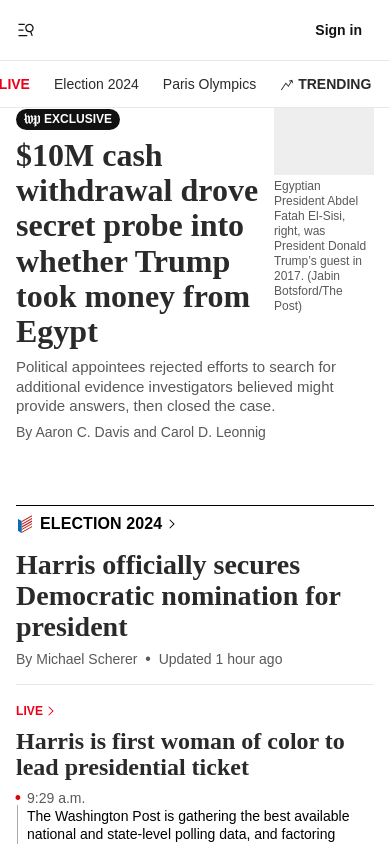 Sign in
LIVE
Election 2024
Paris Olympics
TRENDING
wp EXCLUSIVE
$10M cash
withdrawal drove
secret probe into
whether Trump
took money from
Egypt
Egyptian
President Abdel
Fatah El-Sisi,
right, was
President Donald
Trump's guest in
2017. (Jabin
Botsford/The
Post)
Political appointees rejected efforts to search for
additional evidence investigators believed might
provide answers, then closed the case.
By Aaron C. Davis and Carol D. Leonnig
ELECTION 2024
Harris officially secures
Democratic nomination for
president
By Michael Scherer • Updated 1 hour ago
LIVE
Harris is first woman of color to
lead presidential ticket
9:29 a.m.
The Washington Post is gathering the best available
national and state-level polling data, and factoring